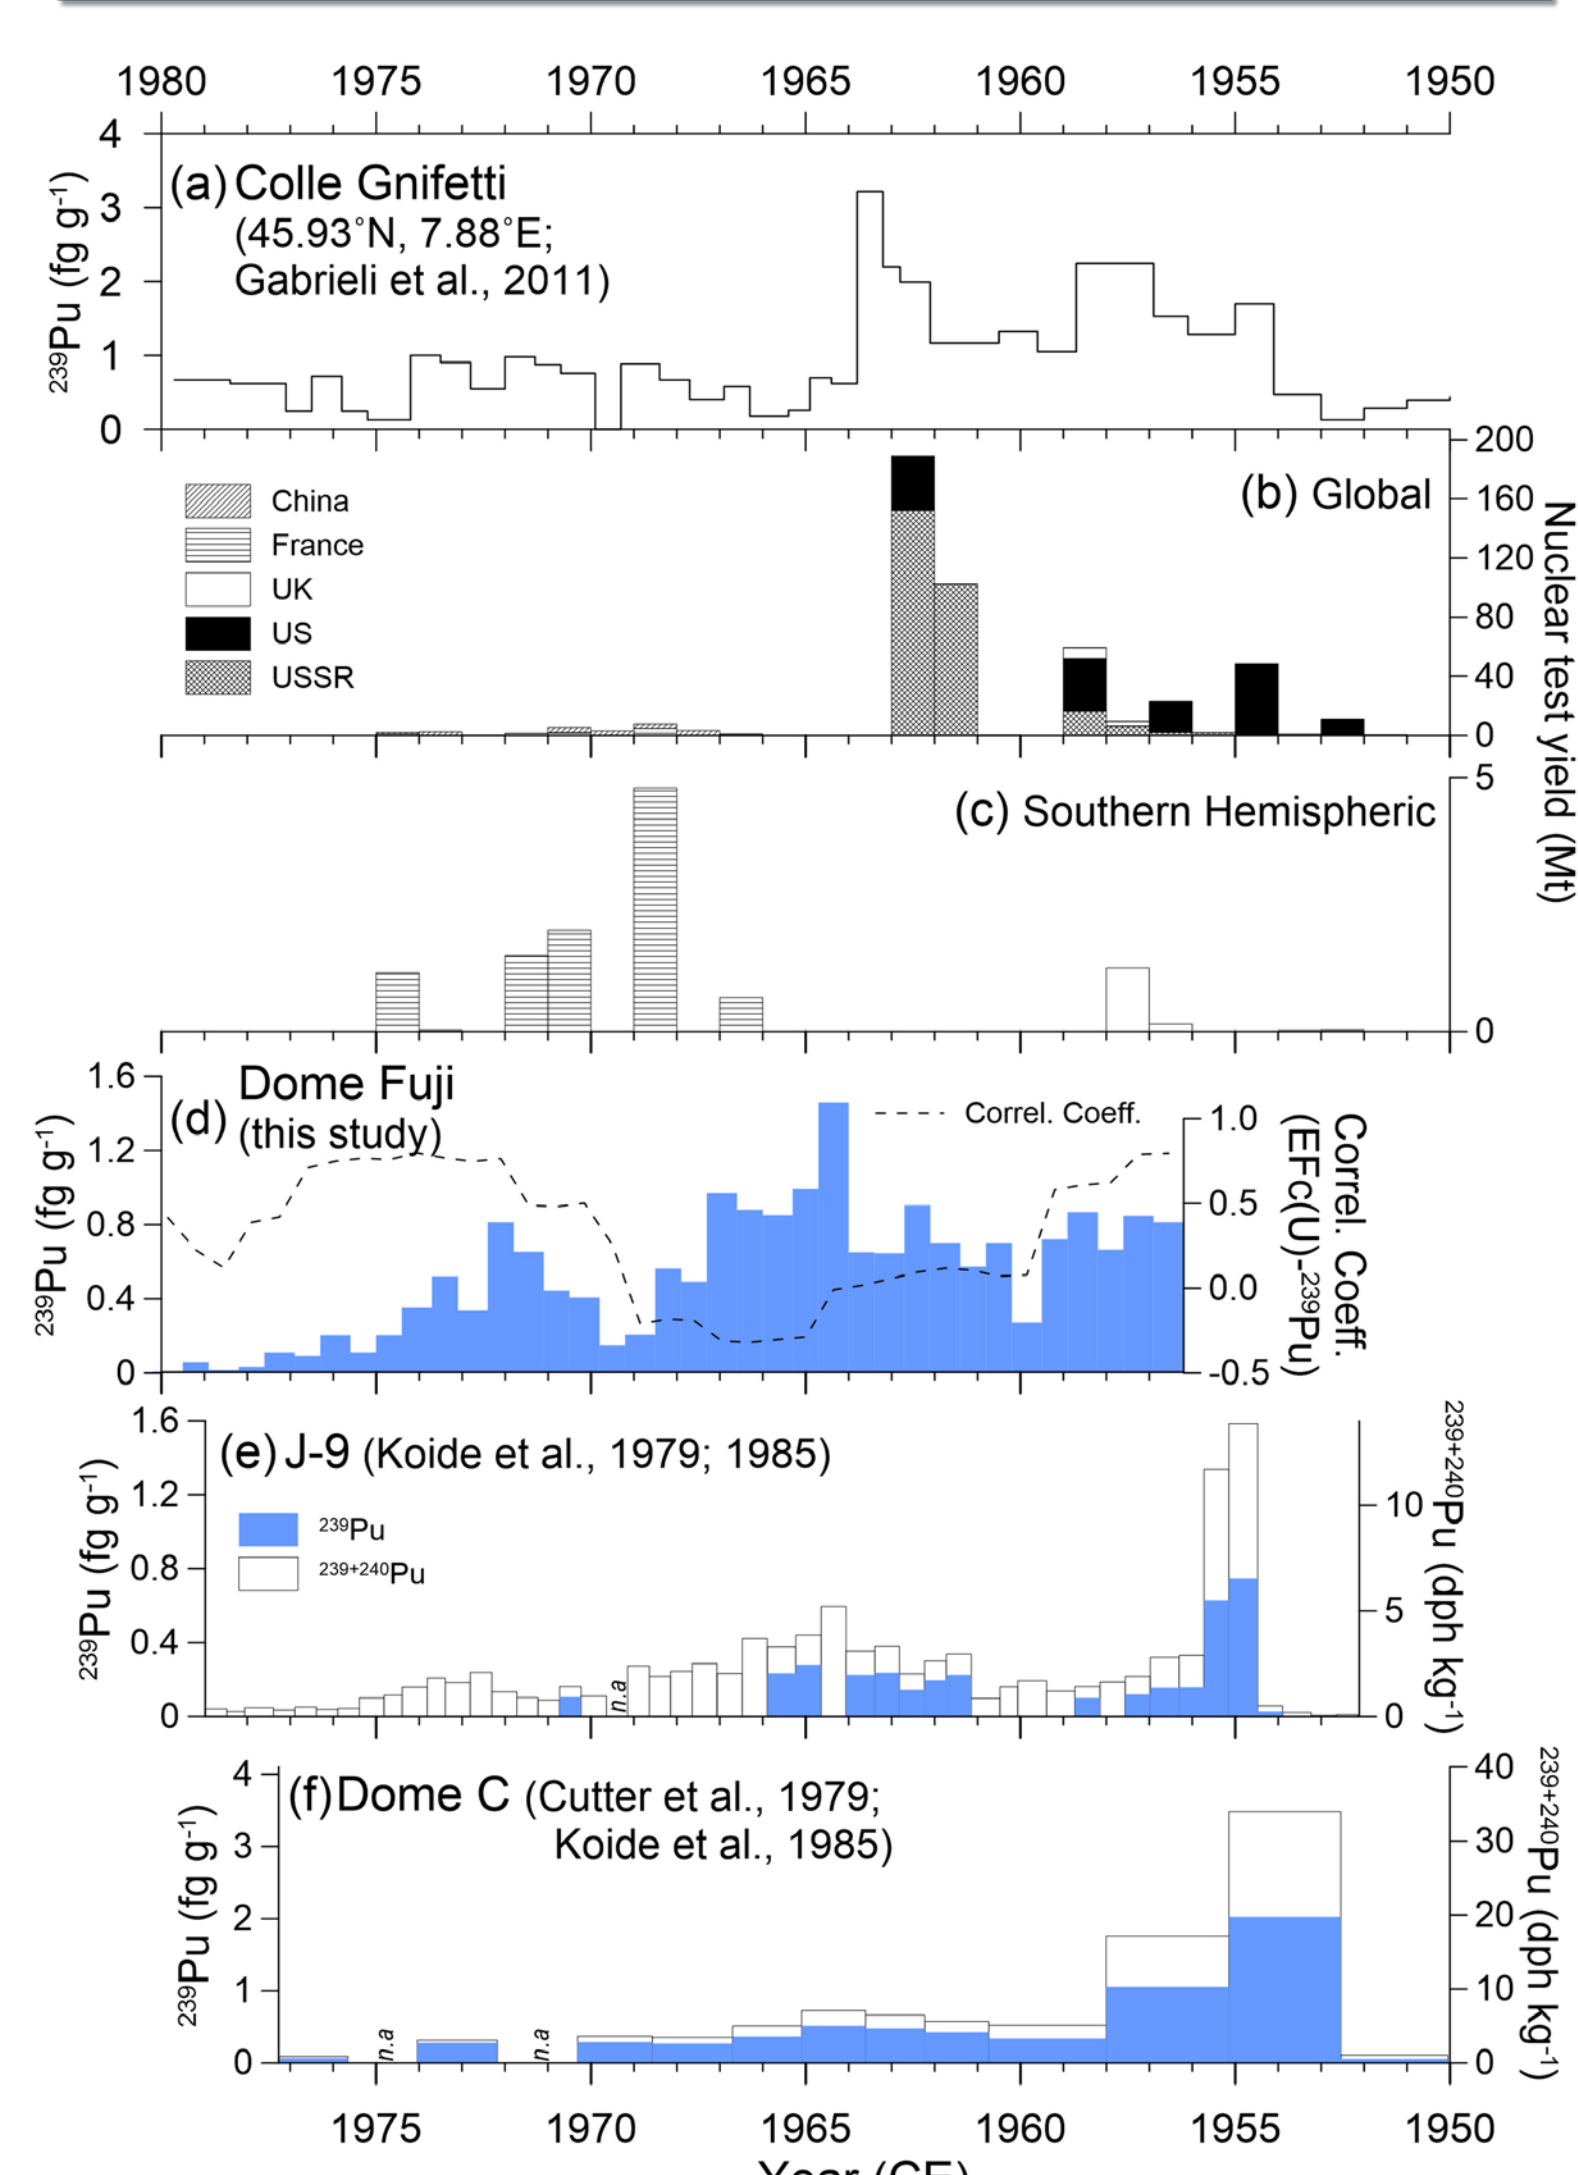 1980 1975 1970 1965 1960 1955 1950
4
3
2
1
0
²³⁹Pu (fg g⁻¹)
(a) Colle Gnifetti
(45.93°N, 7.88°E;
Gabrieli et al., 2011)
China
France
UK
US
USSR
(b) Global
200
160
120
80
40
0
Nuclear test yield (Mt)
(c) Southern Hemispheric
5
0
1.6
1.2
0.8
0.4
0
²³⁹Pu (fg g⁻¹)
(d) Dome Fuji
(this study)
Correl. Coeff.
1.0
0.5
0.0
-0.5
Correl. Coeff.
(EFc(U)-²³⁹Pu)
1.6
1.2
0.8
0.4
0
²³⁹Pu (fg g⁻¹)
(e) J-9 (Koide et al., 1979; 1985)
²³⁹Pu
²³⁹⁺²⁴⁰Pu
n.a
10
5
0
²³⁹⁺²⁴⁰Pu (dph kg⁻¹)
4
3
2
1
0
²³⁹Pu (fg g⁻¹)
(f) Dome C (Cutter et al., 1979;
Koide et al., 1985)
n.a
n.a
40
30
20
10
0
²³⁹⁺²⁴⁰Pu (dph kg⁻¹)
1975 1970 1965 1960 1955 1950
Year (CE)